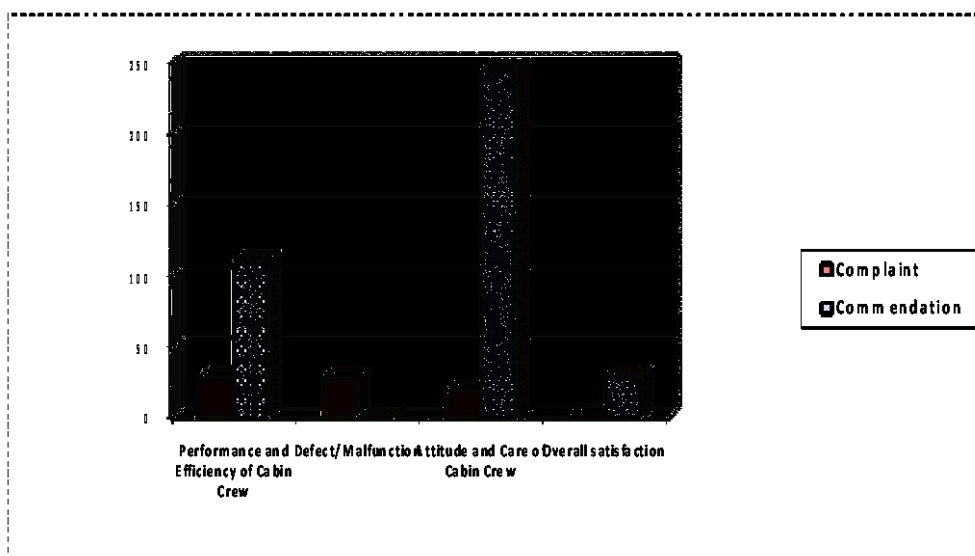 250
200
150
100
50
0
Performance and Defect/Malfunction Attitude and Care of Overall satisfaction
Efficiency of Cabin Cabin Crew
Crew
Complaint
Commendation